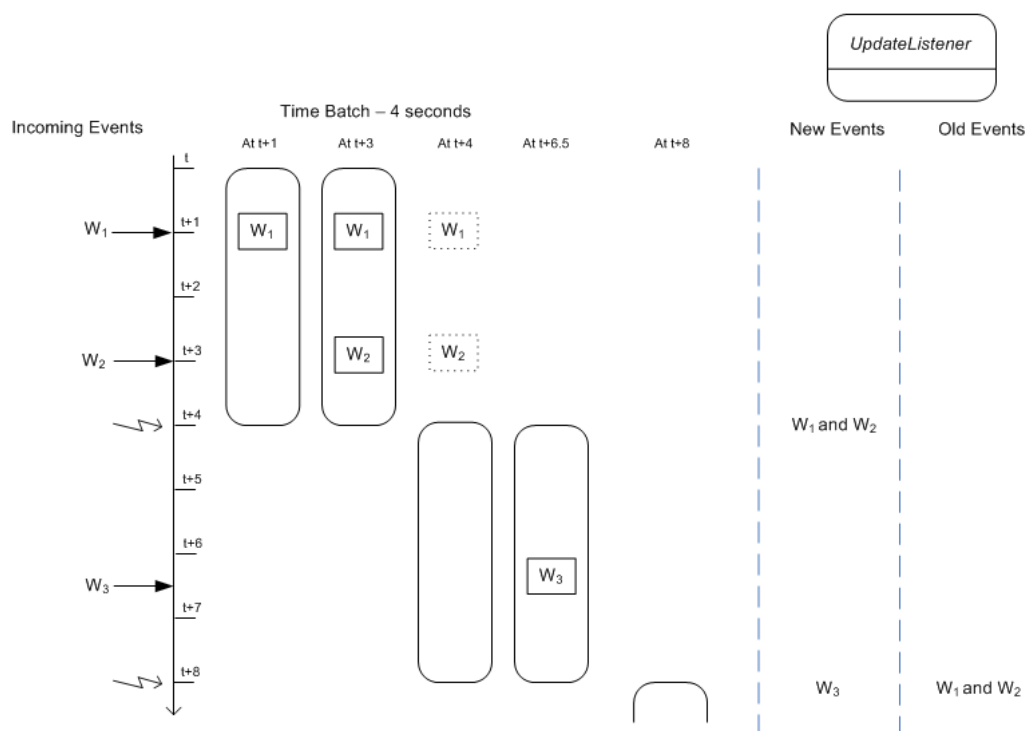 UpdateListener
Time Batch – 4 seconds
Incoming Events
New Events
Old Events
At t+1
At t+3
At t+4
At t+6.5
At t+8
t
W1
t+1
W1
W1
W1
t+2
W2
t+3
W2
W2
t+4
W1 and W2
t+5
t+6
W3
W3
t+7
t+8
W3
W1 and W2